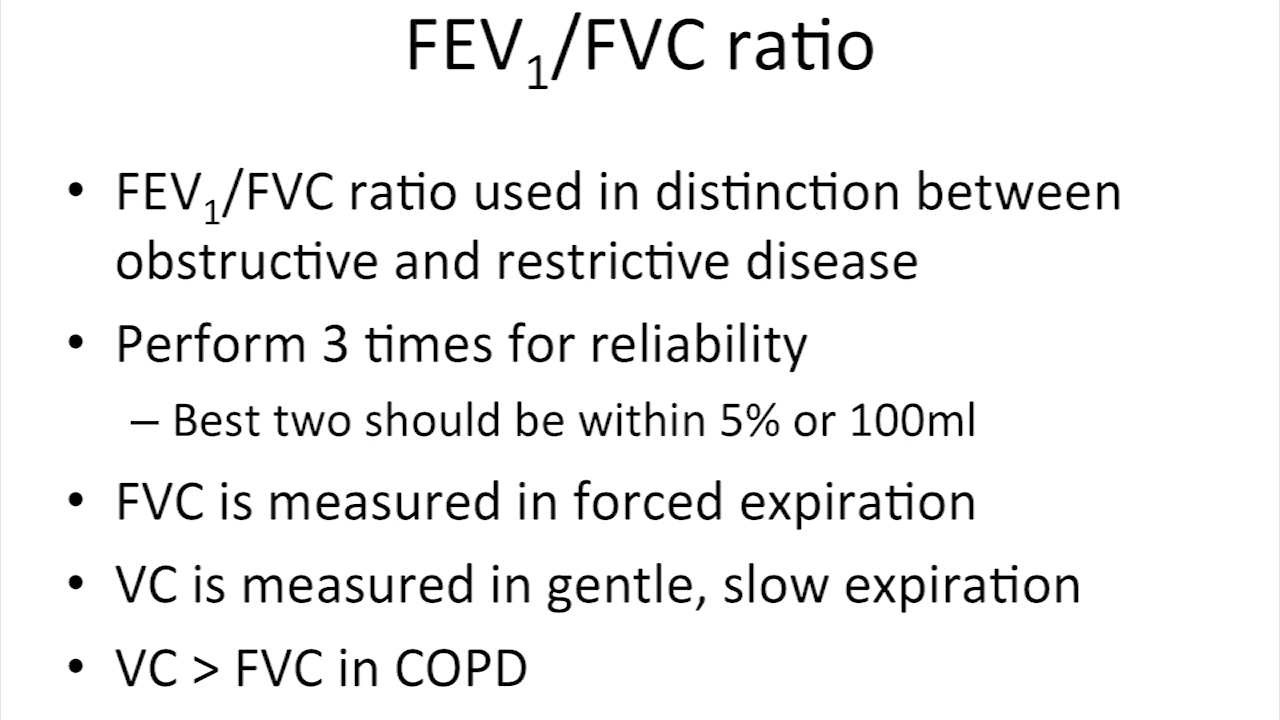 FEV₁/FVC ratio
• FEV₁/FVC ratio used in distinction between
obstructive and restrictive disease
• Perform 3 times for reliability
– Best two should be within 5% or 100ml
• FVC is measured in forced expiration
• VC is measured in gentle, slow expiration
• VC > FVC in COPD